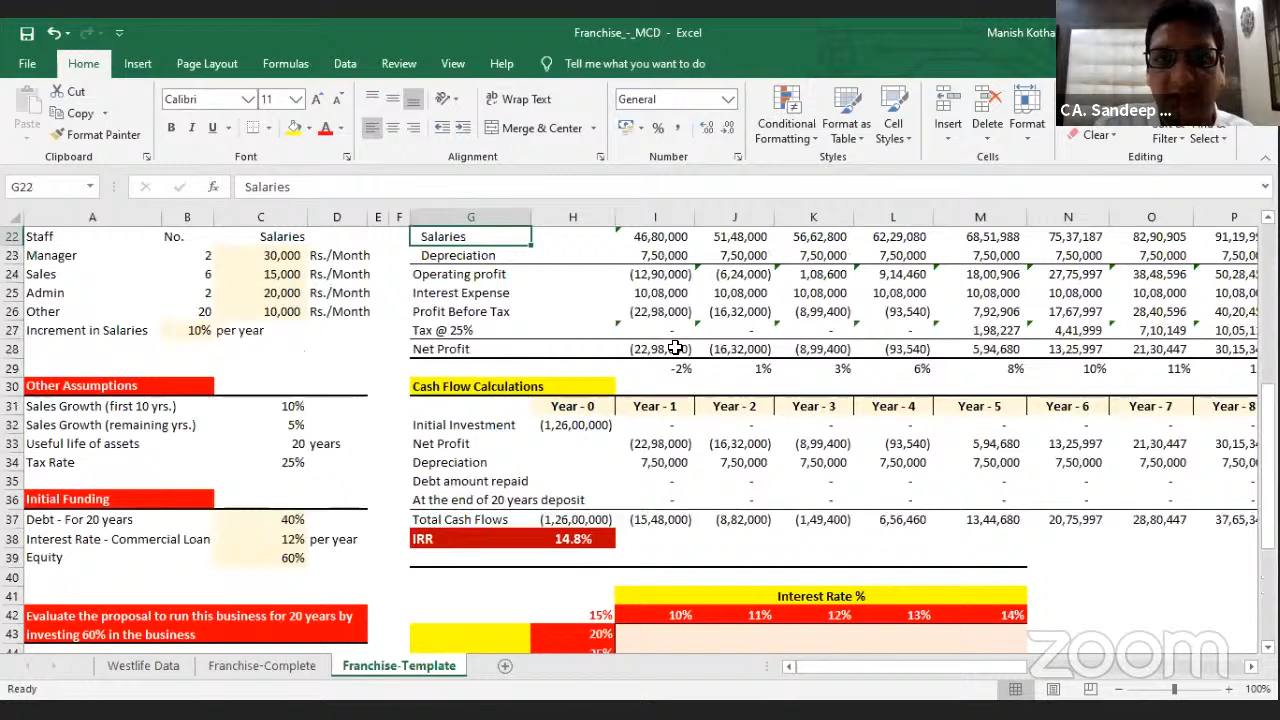 Franchise_-_MCD - Excel
Manish Kotha
CA. Sandeep ...
File Home Insert Page Layout Formulas Data Review View Help Tell me what you want to do
Paste
Cut
Copy
Format Painter
Clipboard
Calibri 11
B I U
Font
Wrap Text
Merge & Center
Alignment
General
Number
Conditional Formatting
Format as Table
Cell Styles
Styles
Insert Delete Format
Cells
Clear
Filter Select
Editing
G22 fx Salaries
A B C D E F G H I J K L M N O P
22 Staff No. Salaries Salaries 46,80,000 51,48,000 56,62,800 62,29,080 68,51,988 75,37,187 82,90,905 91,19,9
23 Manager 2 30,000 Rs./Month Depreciation 7,50,000 7,50,000 7,50,000 7,50,000 7,50,000 7,50,000 7,50,000 7,50,0
24 Sales 6 15,000 Rs./Month Operating profit (12,90,000) (6,24,000) 1,08,600 9,14,460 18,00,906 27,75,997 38,48,596 50,28,4
25 Admin 2 20,000 Rs./Month Interest Expense 10,08,000 10,08,000 10,08,000 10,08,000 10,08,000 10,08,000 10,08,000 10,08,0
26 Other 20 10,000 Rs./Month Profit Before Tax (22,98,000) (16,32,000) (8,99,400) (93,540) 7,92,906 17,67,997 28,40,596 40,20,4
27 Increment in Salaries 10% per year Tax @ 25% - - - - 1,98,227 4,41,999 7,10,149 10,05,1
28 Net Profit (22,98, (16,32,000) (8,99,400) (93,540) 5,94,680 13,25,997 21,30,447 30,15,3
29 -2% 1% 3% 6% 8% 10% 11% 1
30 Other Assumptions Cash Flow Calculations
31 Sales Growth (first 10 yrs.) 10% Year - 0 Year - 1 Year - 2 Year - 3 Year - 4 Year - 5 Year - 6 Year - 7 Year - 8
32 Sales Growth (remaining yrs.) 5% Initial Investment (1,26,00,000) - - - - - - - -
33 Useful life of assets 20 years Net Profit (22,98,000) (16,32,000) (8,99,400) (93,540) 5,94,680 13,25,997 21,30,447 30,15,3
34 Tax Rate 25% Depreciation 7,50,000 7,50,000 7,50,000 7,50,000 7,50,000 7,50,000 7,50,000 7,50,0
35 Debt amount repaid - - - - - - - -
36 Initial Funding At the end of 20 years deposit - - - - - - - -
37 Debt - For 20 years 40% Total Cash Flows (1,26,00,000) (15,48,000) (8,82,000) (1,49,400) 6,56,460 13,44,680 20,75,997 28,80,447 37,65,3
38 Interest Rate - Commercial Loan 12% per year IRR 14.8%
39 Equity 60%
40
41 Interest Rate %
42 Evaluate the proposal to run this business for 20 years by 15% 10% 11% 12% 13% 14%
43 investing 60% in the business 20%
Westlife Data Franchise-Complete Franchise-Template
Ready 100%
zoom